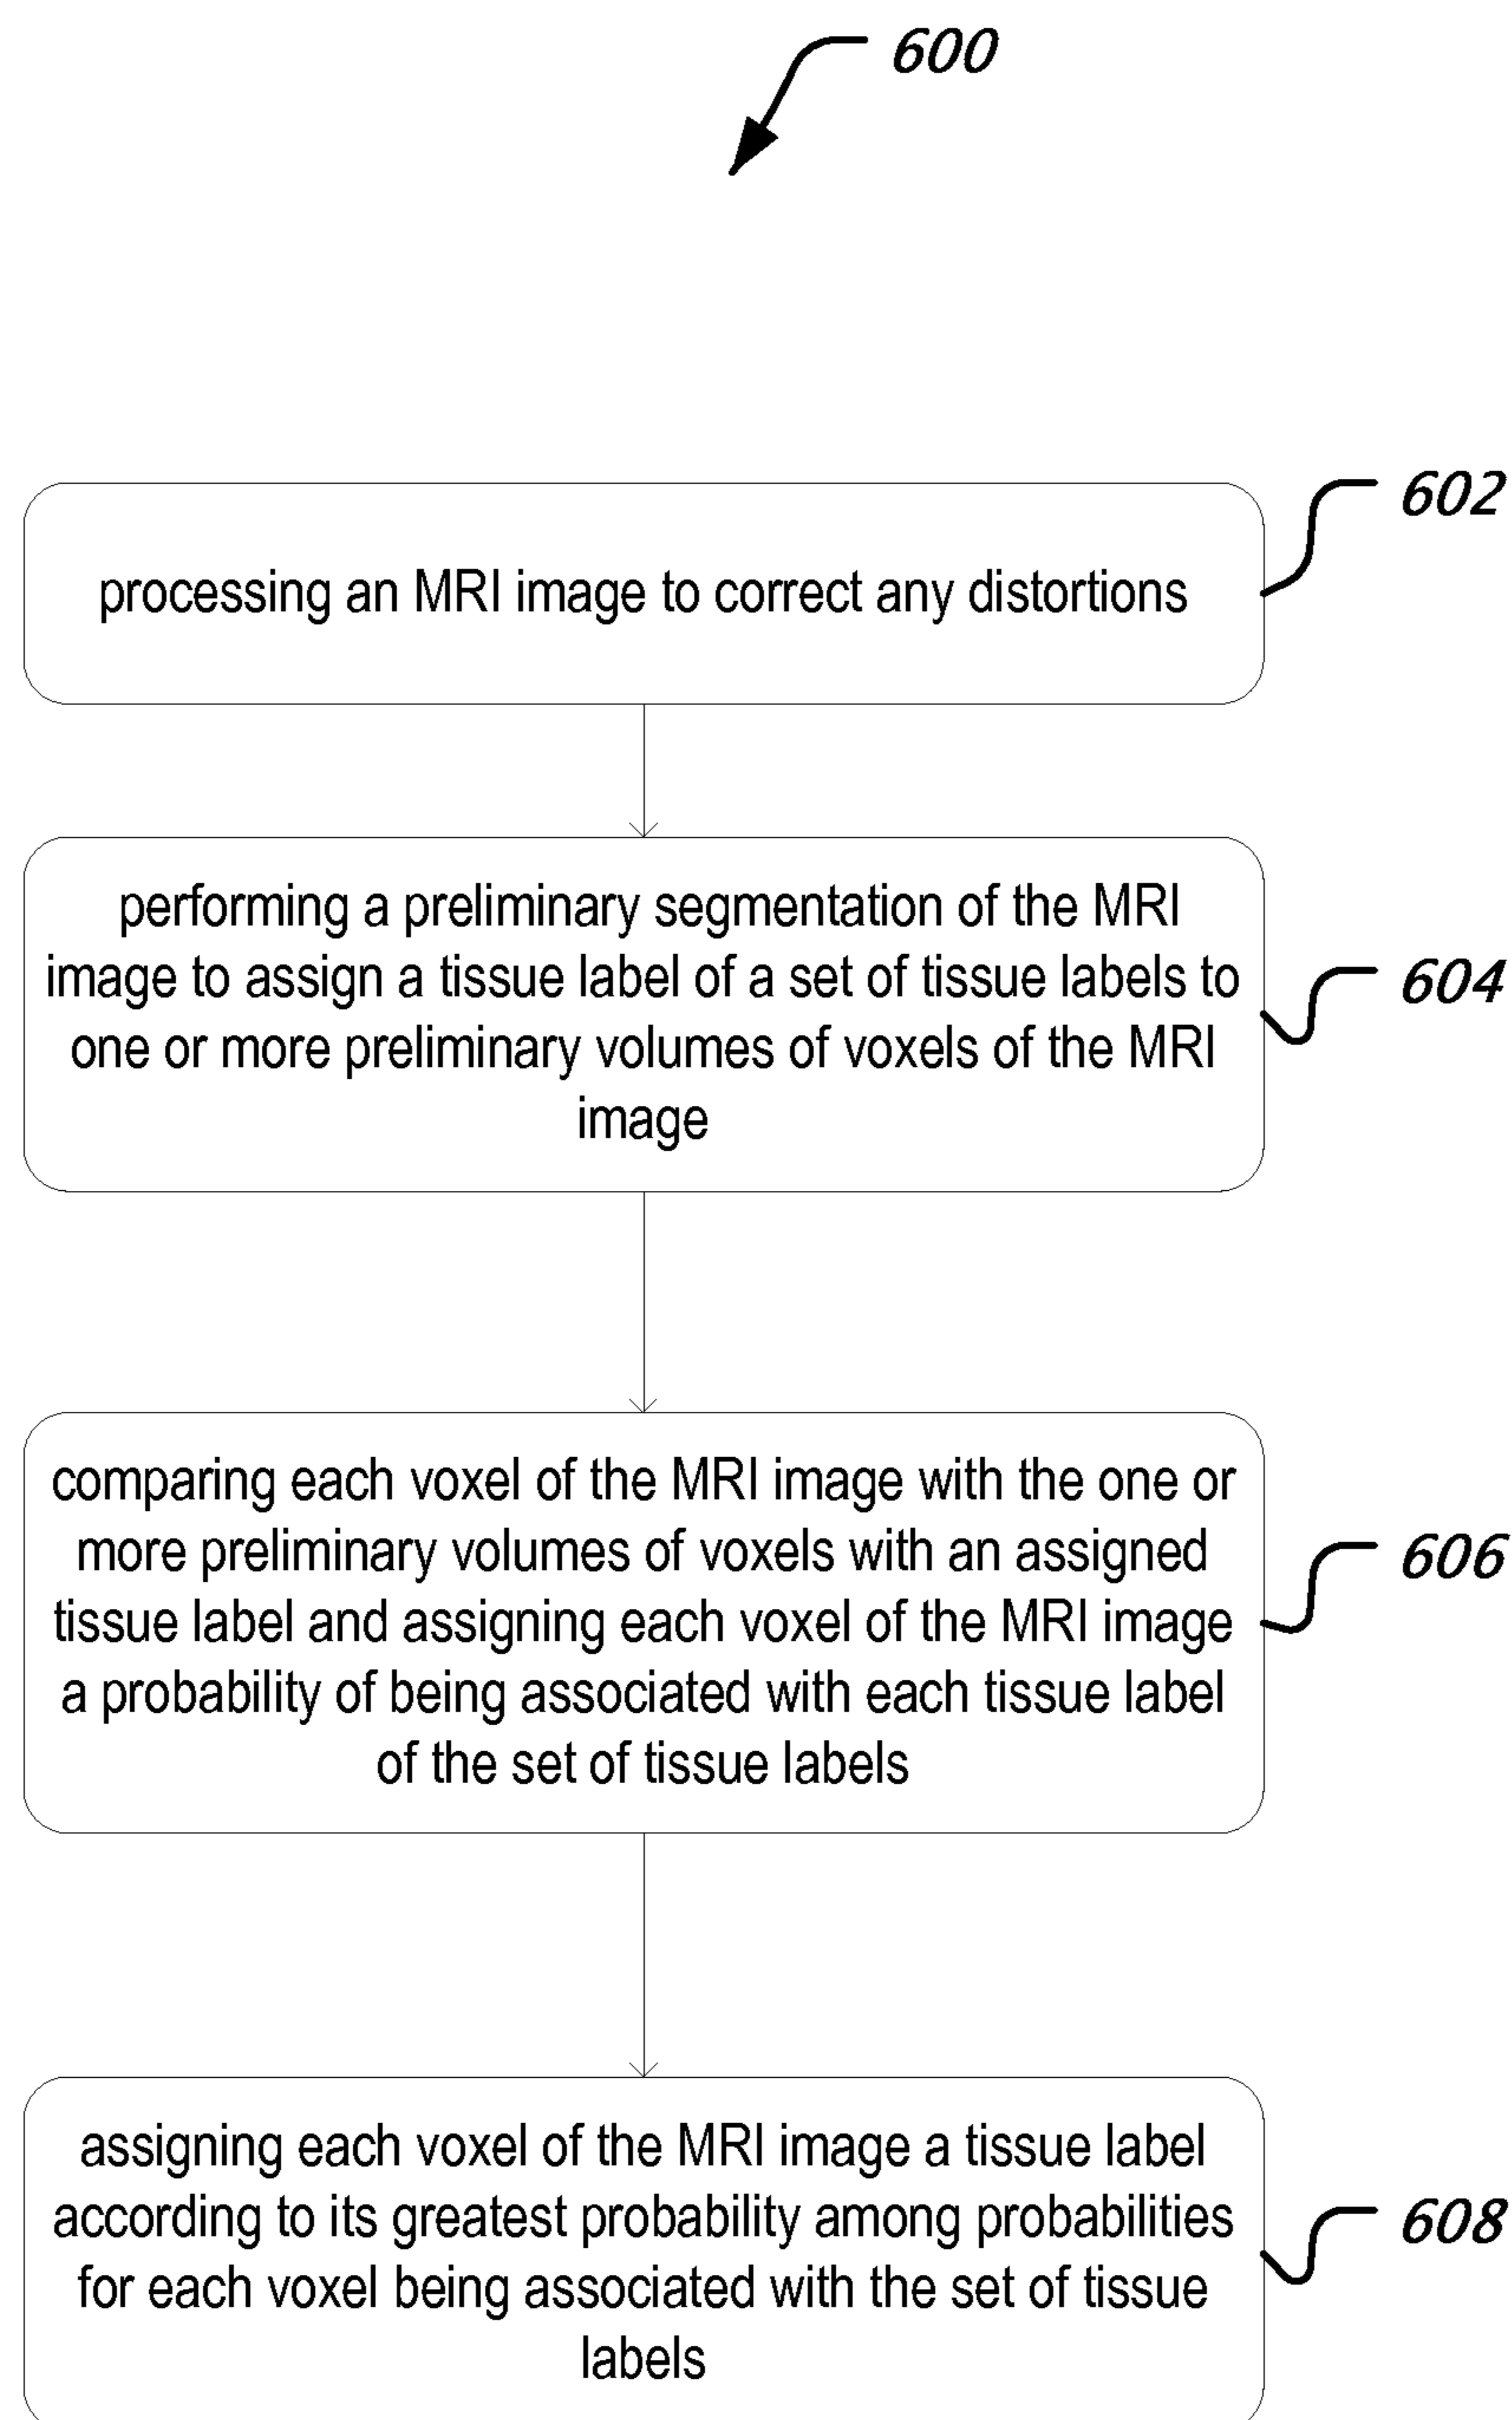 600
602
processing an MRI image to correct any distortions
performing a preliminary segmentation of the MRI
image to assign a tissue label of a set of tissue labels to
604
one or more preliminary volumes of voxels of the MRI
image
comparing each voxel of the MRI image with the one or
more preliminary volumes of voxels with an assigned
606
tissue label and assigning each voxel of the MRI image
a probability of being associated with each tissue label
of the set of tissue labels
assigning each voxel of the MRI image a tissue label
according to its greatest probability among probabilities
608
for each voxel being associated with the set of tissue
labels